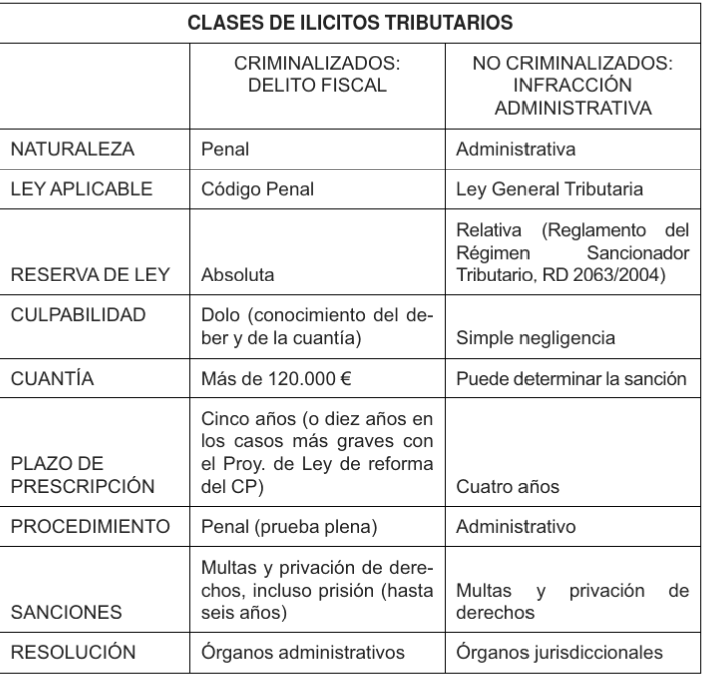 CLASES DE ILICITOS TRIBUTARIOS
CRIMINALIZADOS:
DELITO FISCAL
NO CRIMINALIZADOS:
INFRACCIÓN
ADMINISTRATIVA
NATURALEZA
Penal
Administrativa
LEY APLICABLE
Código Penal
Ley General Tributaria
RESERVA DE LEY
Absoluta
Relativa (Reglamento del
Régimen Sancionador
Tributario, RD 2063/2004)
CULPABILIDAD
Dolo (conocimiento del de-
ber y de la cuantía)
Simple negligencia
CUANTÍA
Más de 120.000 €
Puede determinar la sanción
PLAZO DE
PRESCRIPCIÓN
Cinco años (o diez años en
los casos más graves con
el Proy. de Ley de reforma
del CP)
Cuatro años
PROCEDIMIENTO
Penal (prueba plena)
Administrativo
SANCIONES
Multas y privación de dere-
chos, incluso prisión (hasta
seis años)
Multas y privación de
derechos
RESOLUCIÓN
Órganos administrativos
Órganos jurisdiccionales